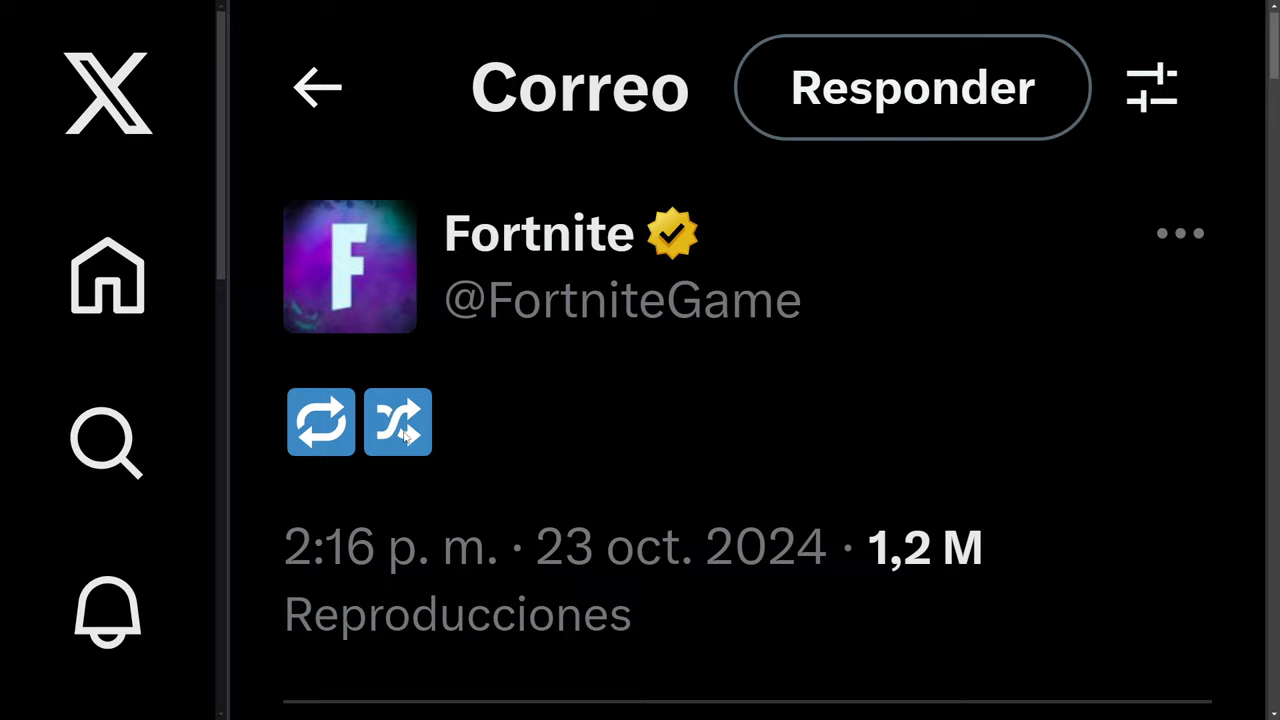 Correo
Responder
Fortnite
@FortniteGame
🔁 🔀
2:16 p. m. · 23 oct. 2024 · 1,2 M
Reproducciones